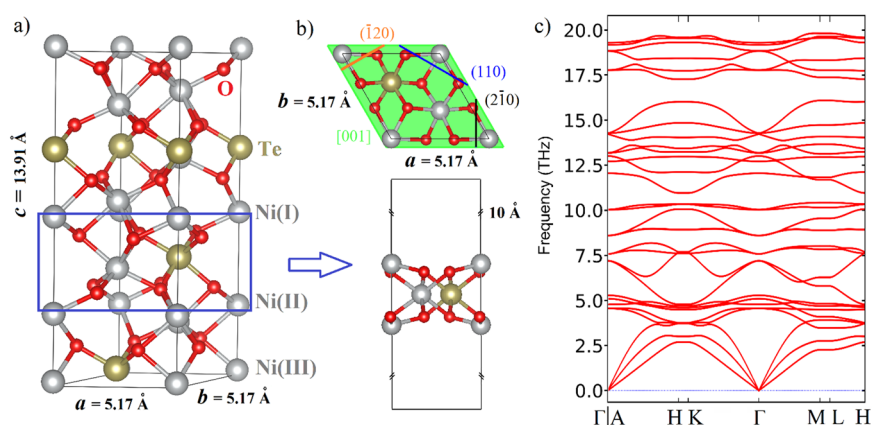 a)
c = 13.91 Å
O
Te
Ni(I)
Ni(II)
Ni(III)
a = 5.17 Å
b = 5.17 Å
b)
(1̄20)
(110)
(21̄0)
b = 5.17 Å
[001]
a = 5.17 Å
10 Å
c)
Frequency (THz)
20.0
17.5
15.0
12.5
10.0
7.5
5.0
2.5
0.0
Γ|A H K Γ M L H